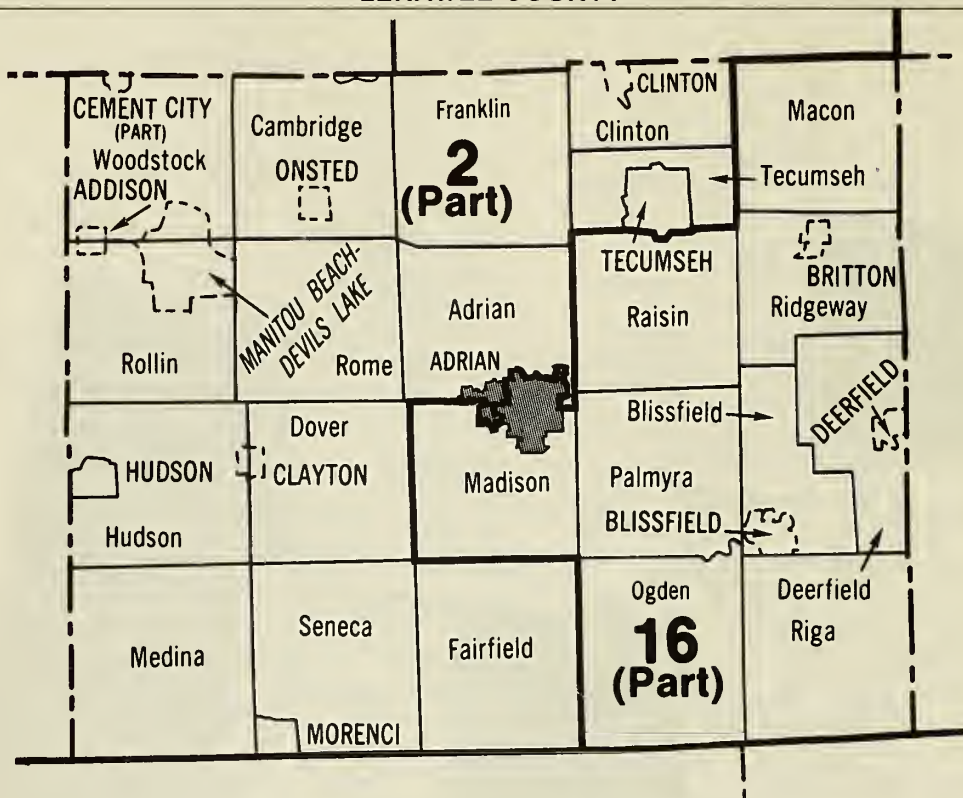 CLINTON
Macon
CEMENT CITY
(PART)
Franklin
Cambridge
Clinton
Woodstock
2
(Part)
ONSTED
Tecumseh
ADDISON
TECUMSEH
BRITTON
MANITOU BEACH-
DEVILS LAKE
Adrian
Raisin
Ridgeway
Rollin
Rome
ADRIAN
DEERFIELD
Blissfield
Dover
HUDSON
CLAYTON
Madison
Palmyra
BLISSFIELD
Hudson
Ogden
Deerfield
Seneca
16
(Part)
Riga
Medina
Fairfield
MORENCI